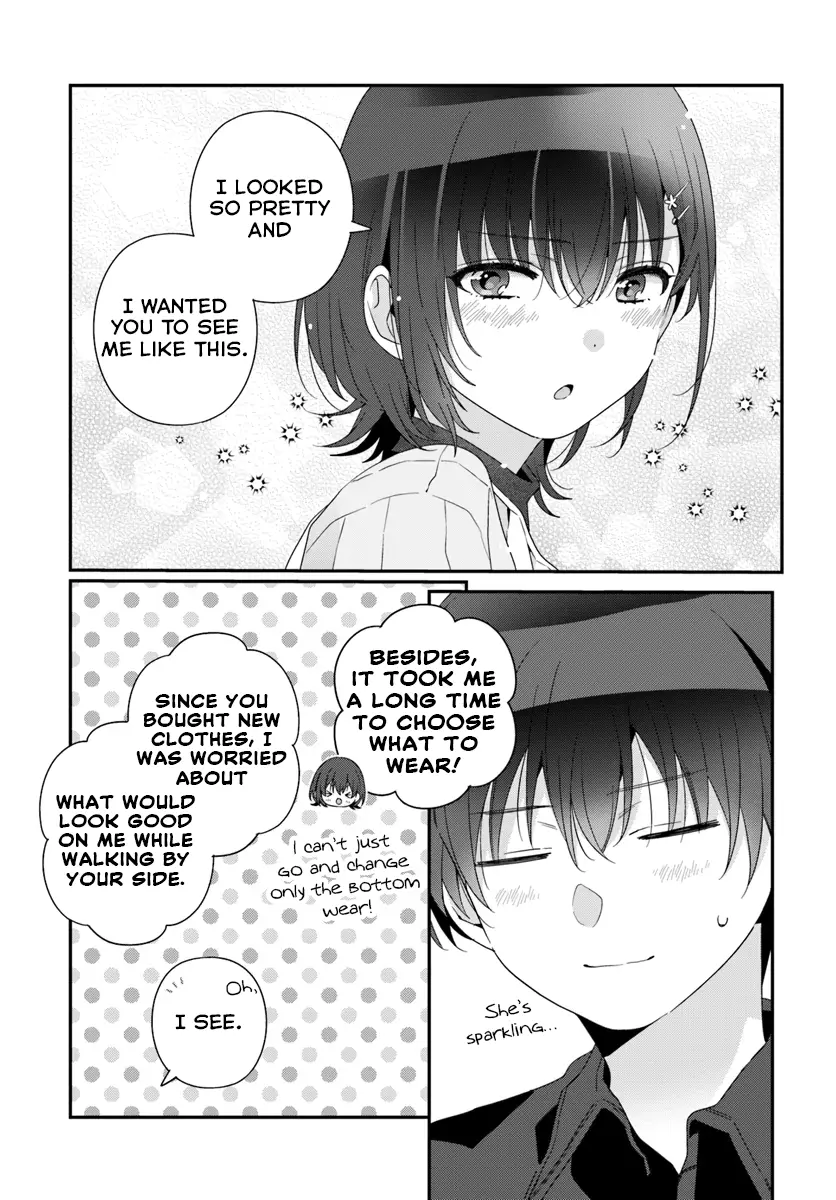 I LOOKED
SO PRETTY
AND
I WANTED
YOU TO SEE
ME LIKE THIS.
BESIDES,
IT TOOK ME
A LONG TIME
TO CHOOSE
WHAT TO
WEAR!
I can't just
go and change
only the bottom
wear!
SINCE YOU
BOUGHT NEW
CLOTHES, I
WAS WORRIED
ABOUT
WHAT WOULD
LOOK GOOD
ON ME WHILE
WALKING BY
YOUR SIDE.
Oh,
I SEE.
She's
sparkling...